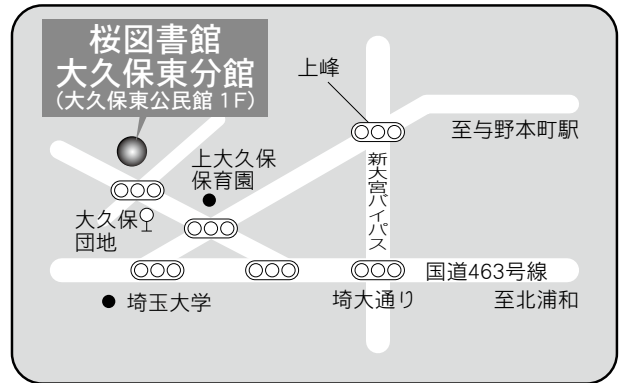 桜図書館
大久保東分館
（大久保東公民館 1F）
上峰
至与野本町駅
上大久保
保育園
新大宮バイパス
大久保
団地
国道463号線
埼玉大学
埼大通り
至北浦和